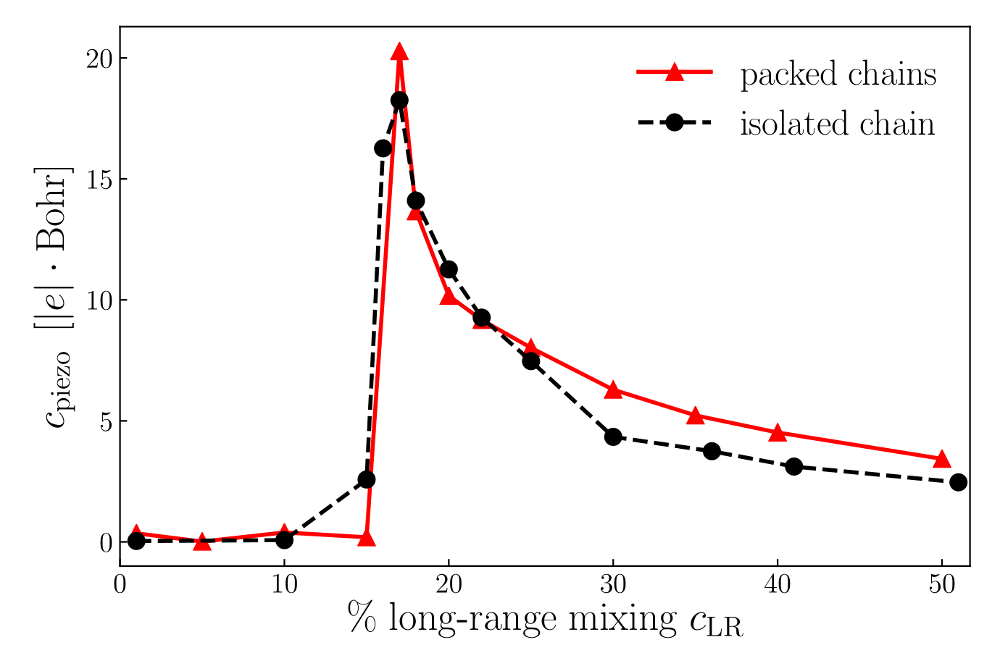 packed chains
isolated chain
c_piezo [|e| · Bohr]
20
15
10
5
0
0 10 20 30 40 50
% long-range mixing c_LR